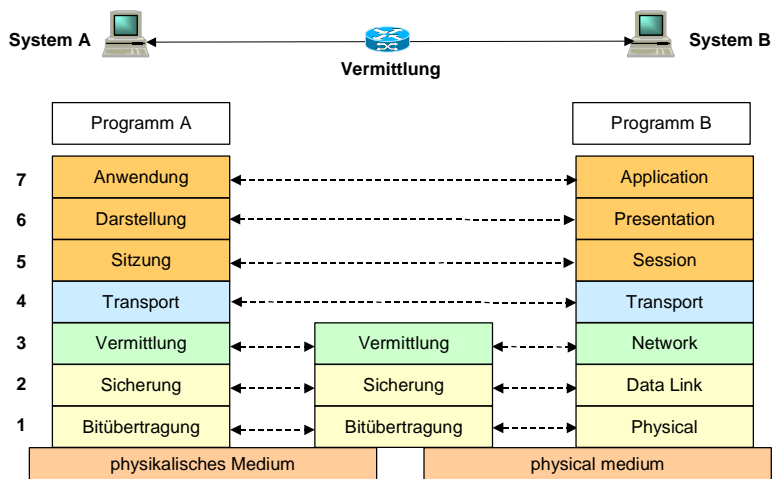 System A
System B
Vermittlung
Programm A
Programm B
7 Anwendung Application
6 Darstellung Presentation
5 Sitzung Session
4 Transport Transport
3 Vermittlung Vermittlung Network
2 Sicherung Sicherung Data Link
1 Bitübertragung Bitübertragung Physical
physikalisches Medium physical medium